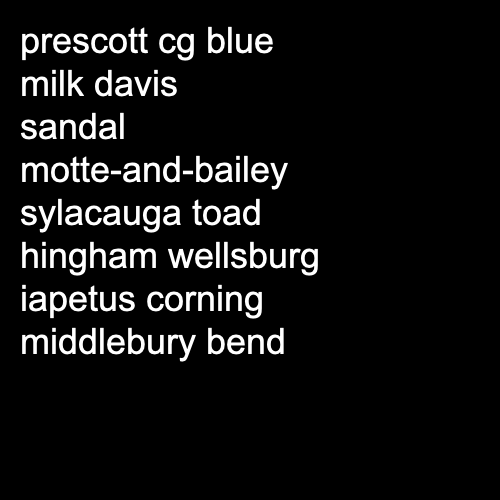 prescott cg blue
milk davis
sandal
motte-and-bailey
sylacauga toad
hingham wellsburg
iapetus corning
middlebury bend